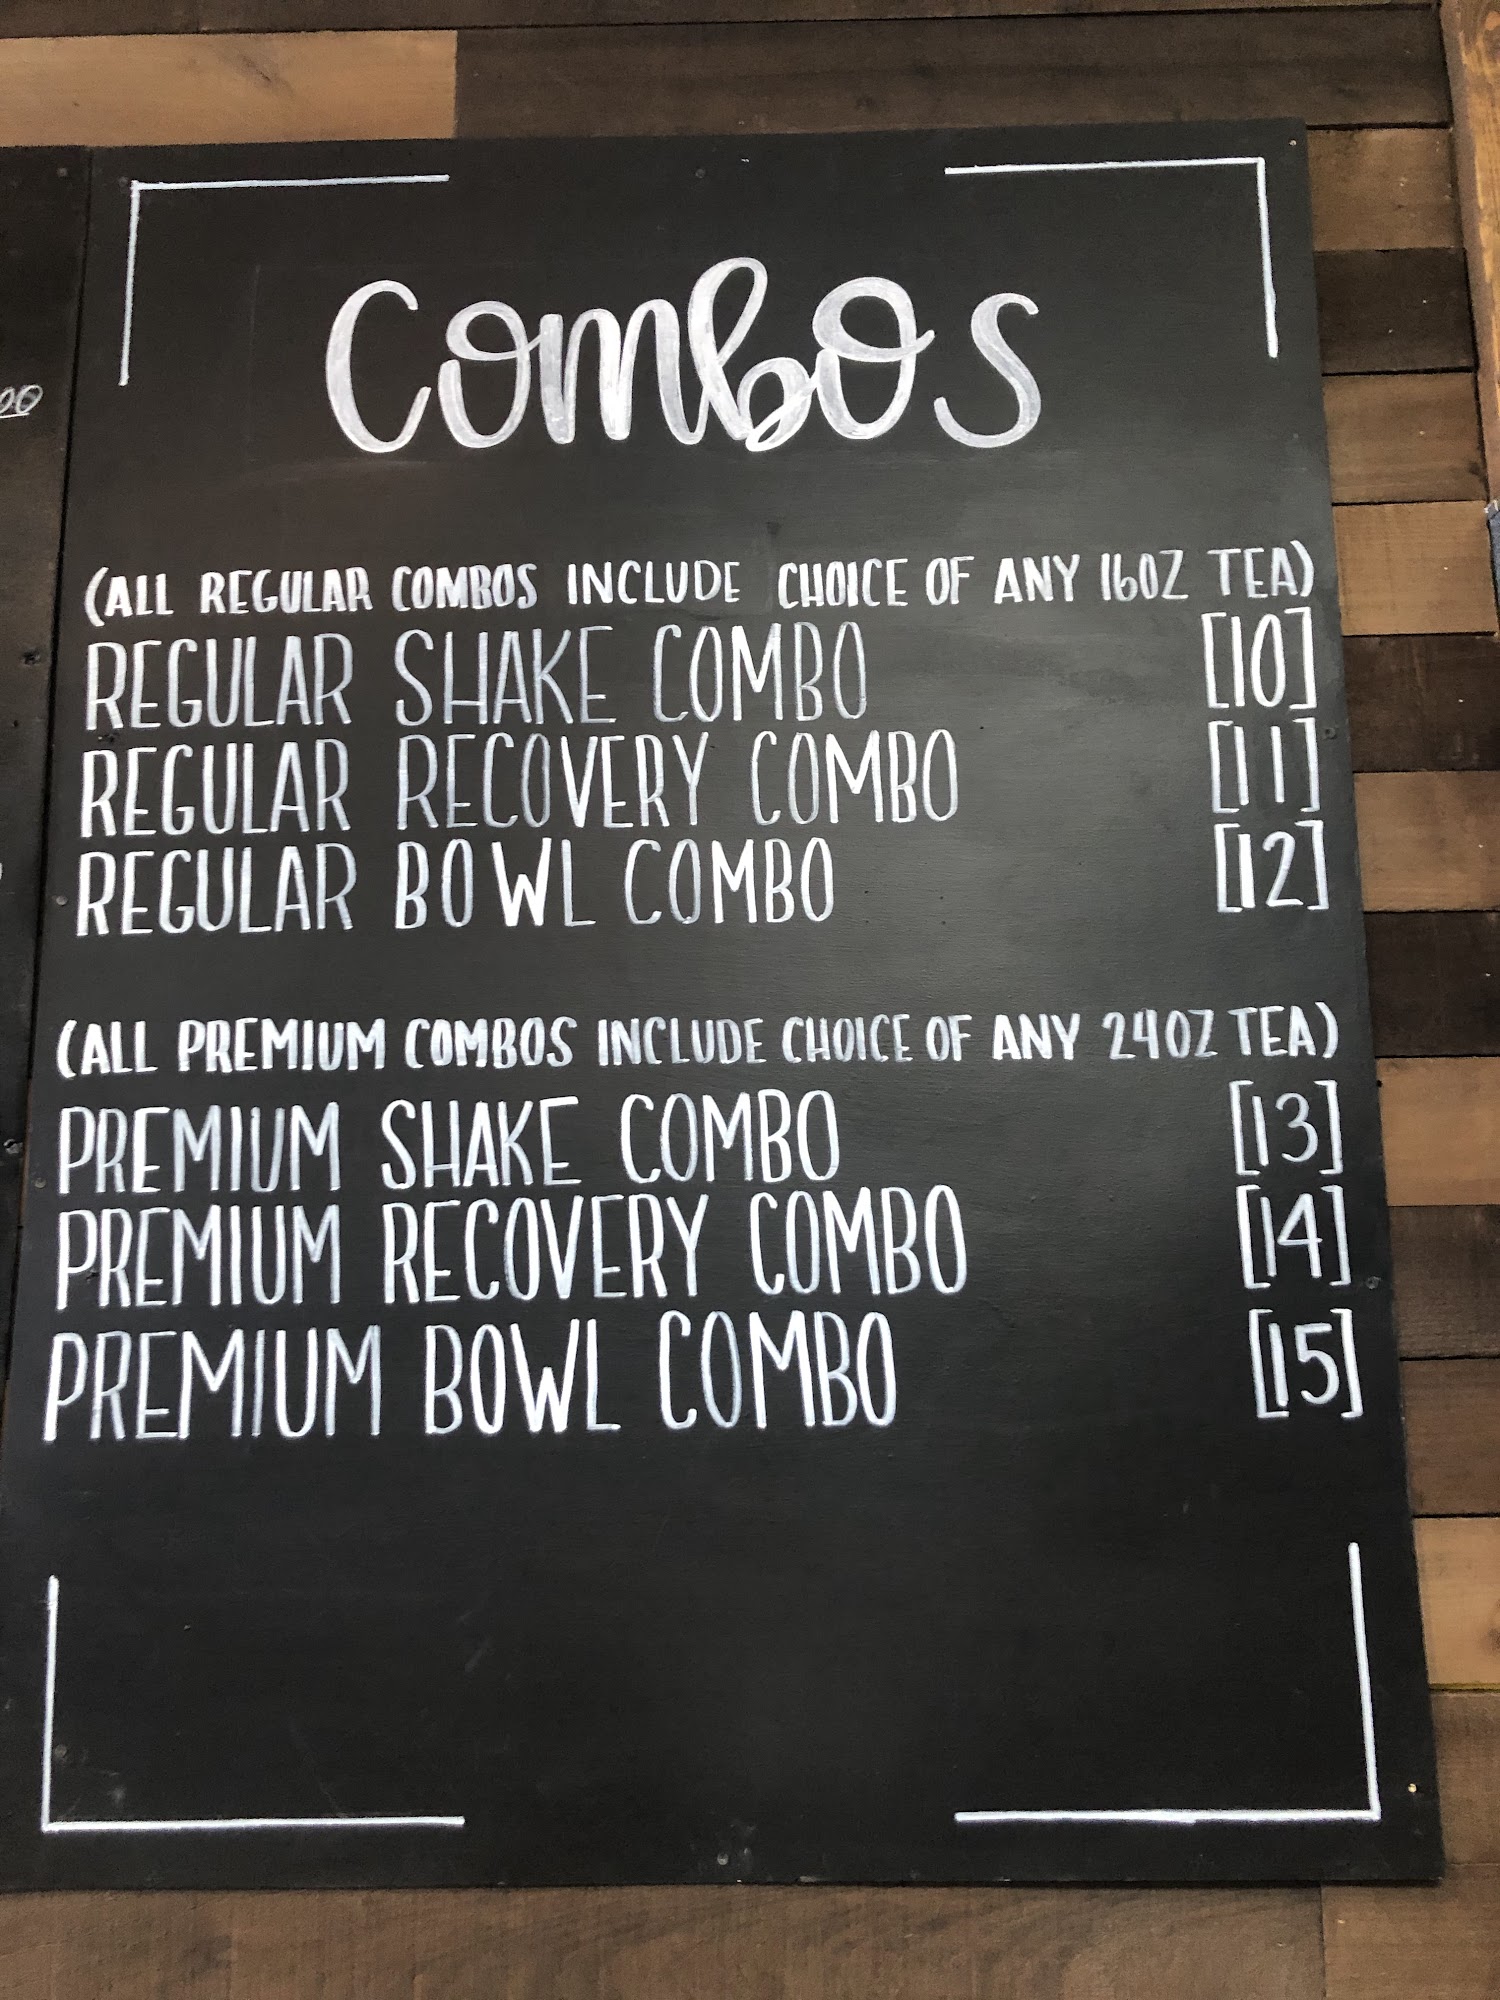 Combos
(ALL REGULAR COMBOS INCLUDE CHOICE OF ANY 16OZ TEA)
REGULAR SHAKE COMBO [10]
REGULAR RECOVERY COMBO [11]
REGULAR BOWL COMBO [12]
(ALL PREMIUM COMBOS INCLUDE CHOICE OF ANY 24OZ TEA)
PREMIUM SHAKE COMBO [13]
PREMIUM RECOVERY COMBO [14]
PREMIUM BOWL COMBO [15]